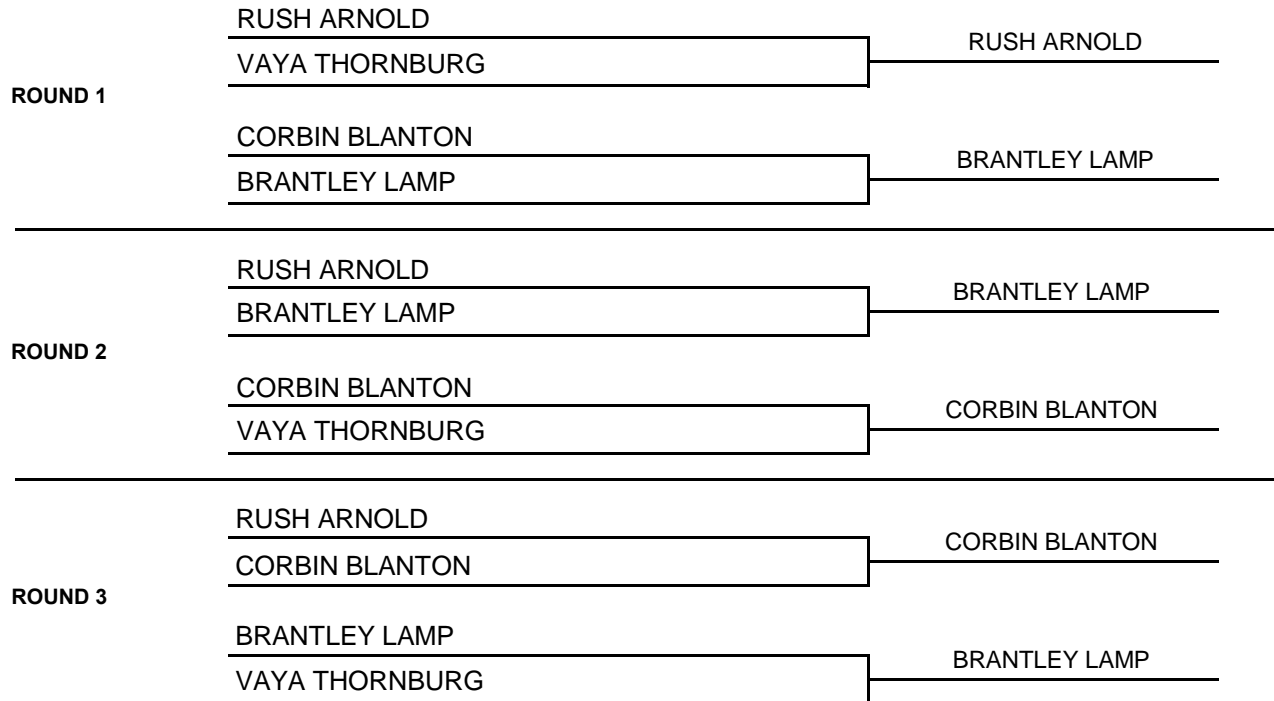 RUSH ARNOLD
RUSH ARNOLD
VAYA THORNBURG
ROUND 1
CORBIN BLANTON
BRANTLEY LAMP
BRANTLEY LAMP
RUSH ARNOLD
BRANTLEY LAMP
BRANTLEY LAMP
ROUND 2
CORBIN BLANTON
CORBIN BLANTON
VAYA THORNBURG
RUSH ARNOLD
CORBIN BLANTON
CORBIN BLANTON
ROUND 3
BRANTLEY LAMP
BRANTLEY LAMP
VAYA THORNBURG